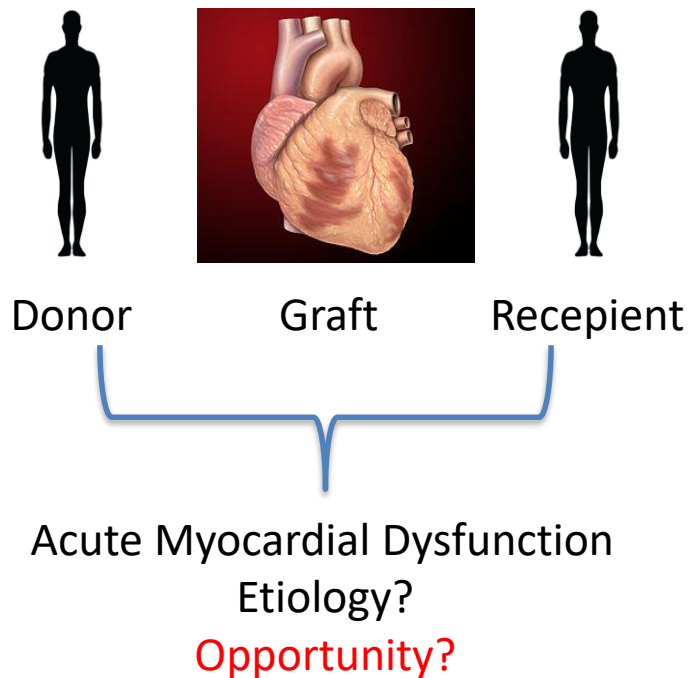 Donor Graft Recepient
Acute Myocardial Dysfunction
Etiology?
Opportunity?